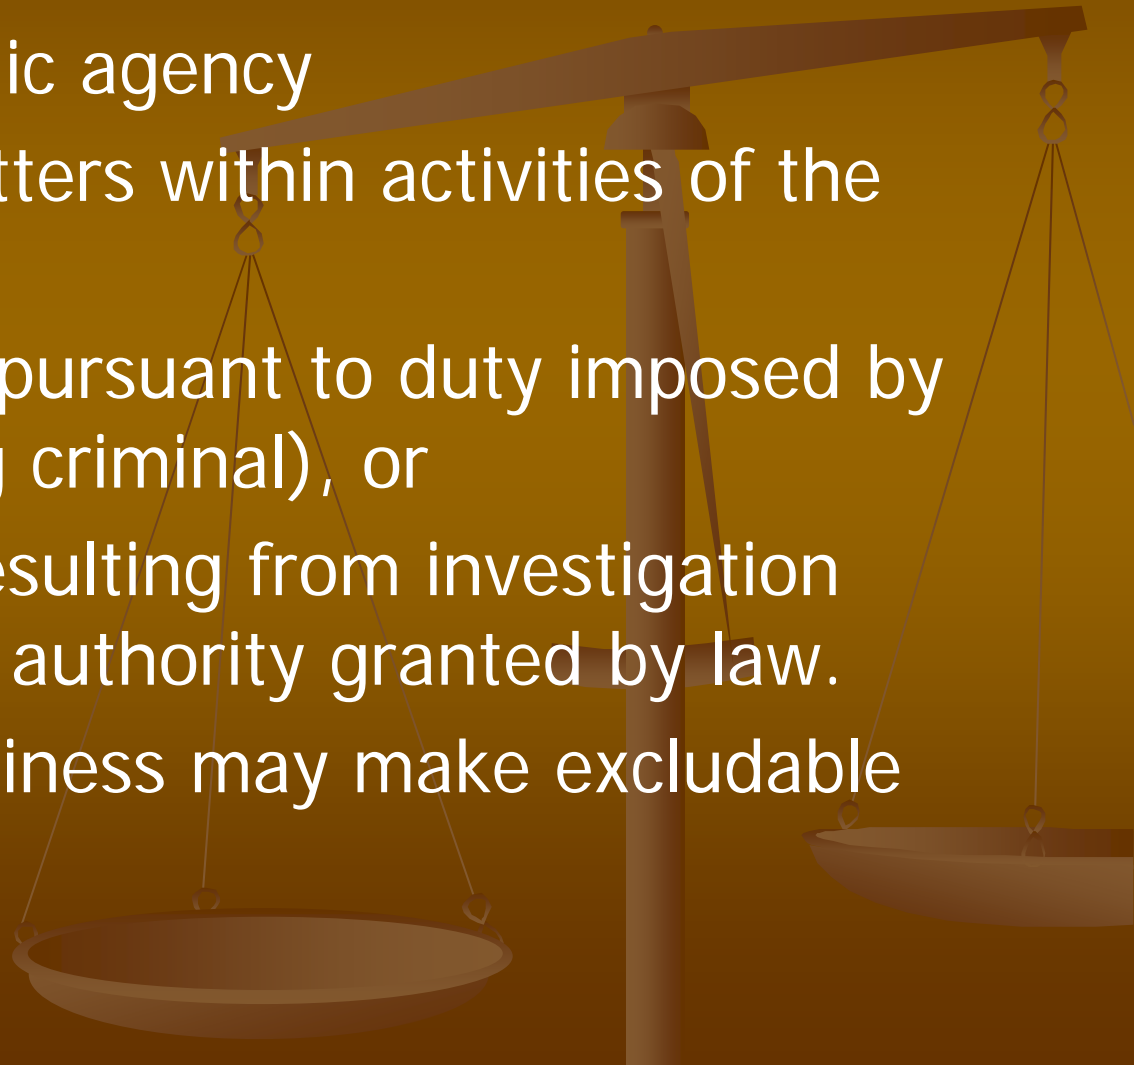 ic agency
tters within activities of the
pursuant to duty imposed by
g criminal), or
esulting from investigation
authority granted by law.
iness may make excludable